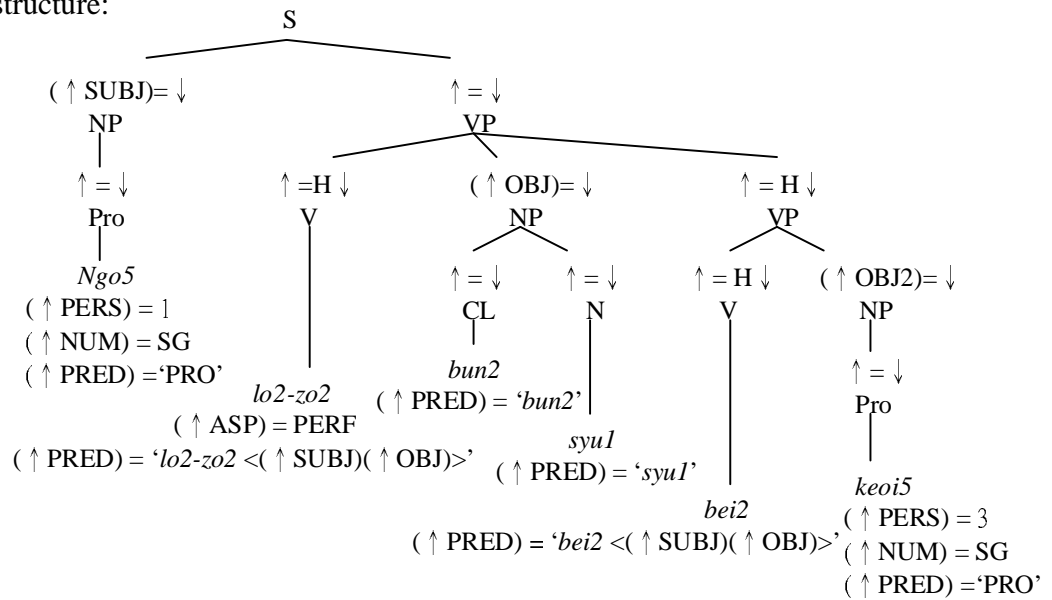 structure:
S
( ↑ SUBJ)= ↓ ↑ = ↓
NP VP
↑ = ↓ ↑ =H ↓ ( ↑ OBJ)= ↓ ↑ = H ↓
Pro V NP VP
Ngo5 ↑ = ↓ ↑ = ↓ ↑ = H ↓ ( ↑ OBJ2)= ↓
( ↑ PERS) = 1 CL N V NP
( ↑ NUM) = SG
( ↑ PRED) =‘PRO’ bun2 ↑ = ↓
lo2-zo2 ( ↑ PRED) = ‘bun2’ Pro
( ↑ ASP) = PERF syu1
( ↑ PRED) = ‘lo2-zo2 <( ↑ SUBJ)( ↑ OBJ)>’ ( ↑ PRED) = ‘syu1’ keoi5
bei2 ( ↑ PERS) = 3
( ↑ PRED) = ‘bei2 <( ↑ SUBJ)( ↑ OBJ)>’ ( ↑ NUM) = SG
( ↑ PRED) =‘PRO’